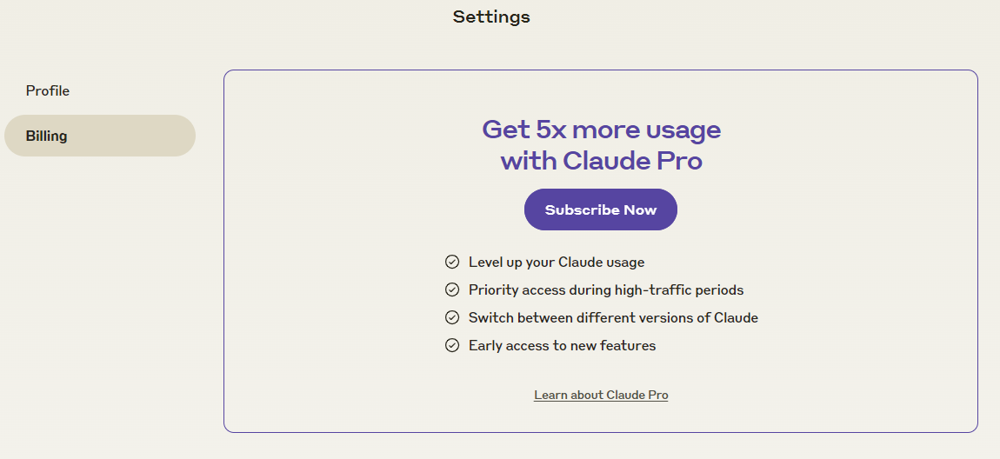 Settings
Profile
Billing
Get 5x more usage
with Claude Pro
Subscribe Now
Level up your Claude usage
Priority access during high-traffic periods
Switch between different versions of Claude
Early access to new features
Learn about Claude Pro